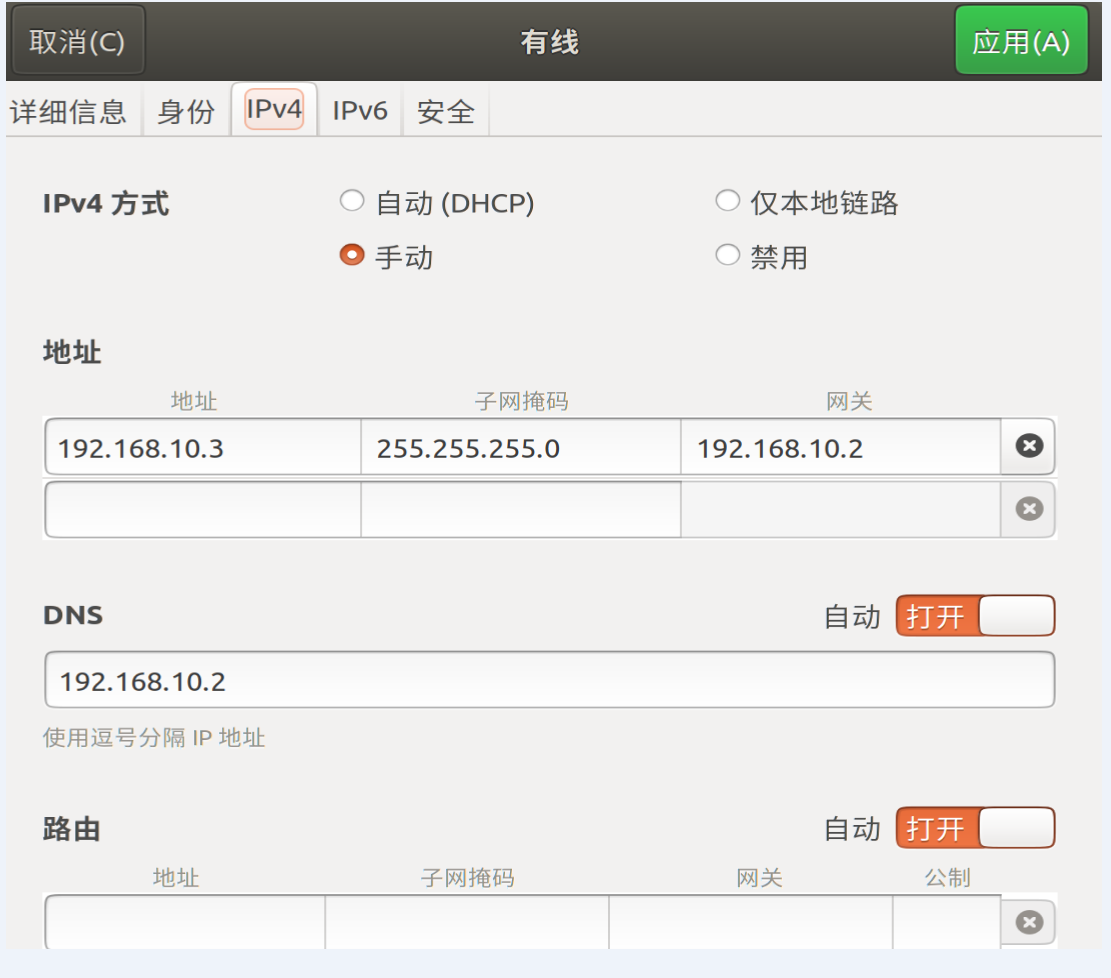 取消(C) 有线 应用(A)
详细信息 身份 IPv4 IPv6 安全
IPv4 方式 自动 (DHCP) 仅本地链路
手动 禁用
地址
地址 子网掩码 网关
192.168.10.3 255.255.255.0 192.168.10.2
DNS 自动 打开
192.168.10.2
使用逗号分隔 IP 地址
路由 自动 打开
地址 子网掩码 网关 公制